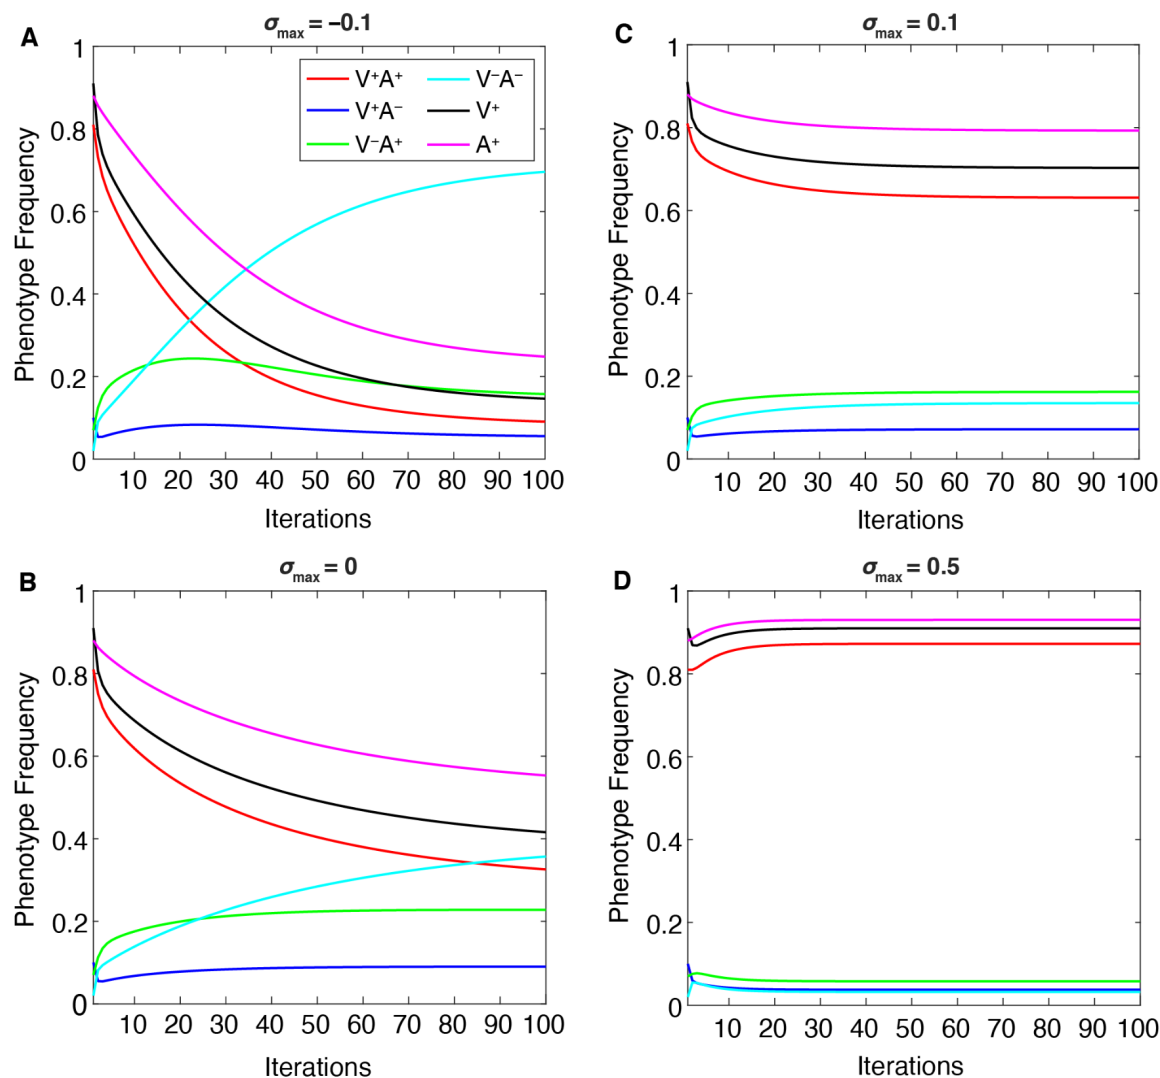 A
σmax = −0.1
Phenotype Frequency
1
0.8
0.6
0.4
0.2
0
V⁺A⁺
V⁻A⁻
V⁺A⁻
V⁺
V⁻A⁺
A⁺
10 20 30 40 50 60 70 80 90 100
Iterations
C
σmax = 0.1
Phenotype Frequency
1
0.8
0.6
0.4
0.2
0
10 20 30 40 50 60 70 80 90 100
Iterations
B
σmax = 0
Phenotype Frequency
1
0.8
0.6
0.4
0.2
0
10 20 30 40 50 60 70 80 90 100
Iterations
D
σmax = 0.5
Phenotype Frequency
1
0.8
0.6
0.4
0.2
0
10 20 30 40 50 60 70 80 90 100
Iterations